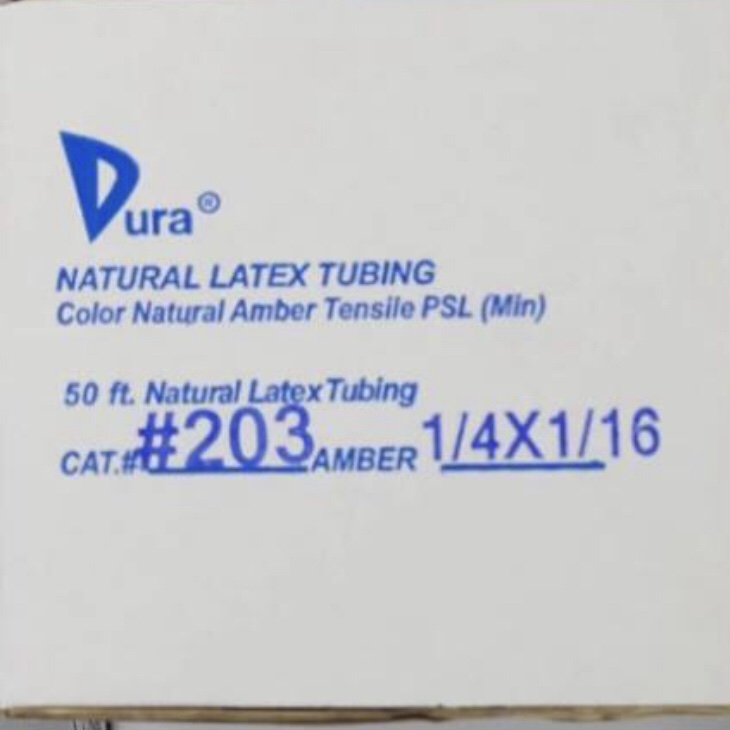 Dura®
NATURAL LATEX TUBING
Color Natural Amber Tensile PSL (Min)
50 ft. Natural Latex Tubing
CAT.# #203 AMBER 1/4X1/16